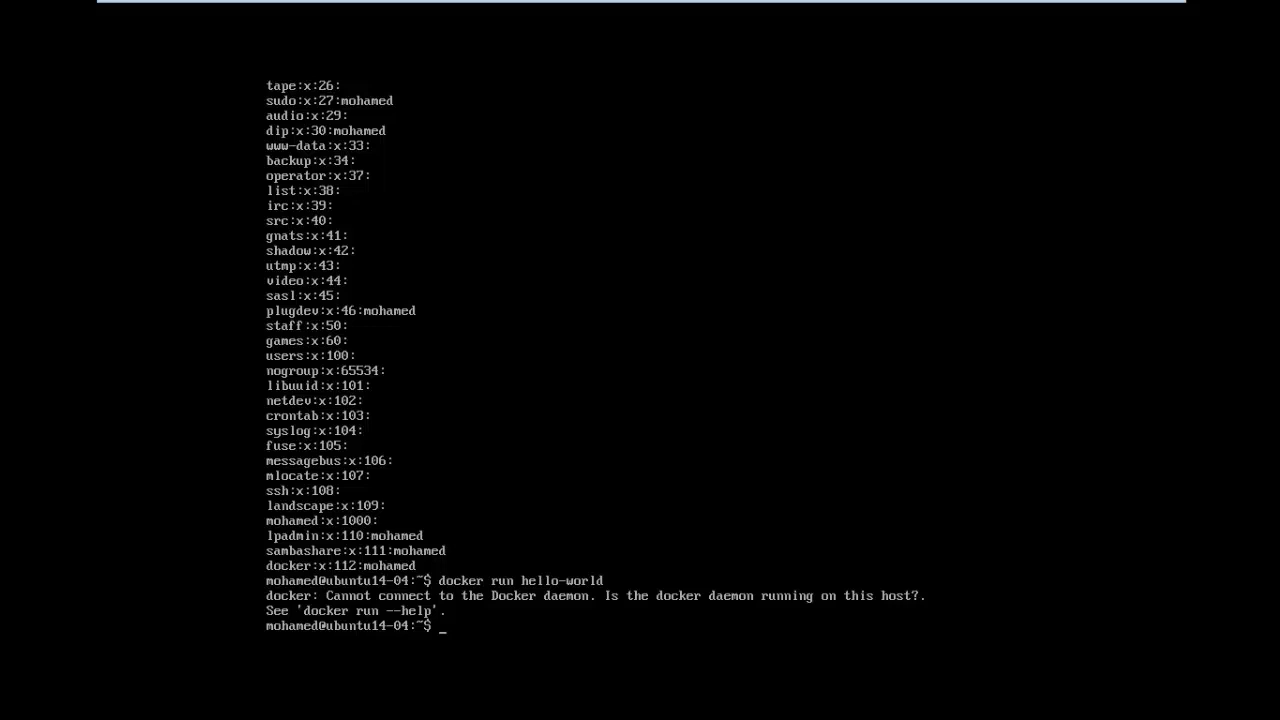 tape:x:26:
sudo:x:27:mohamed
audio:x:29:
dip:x:30:mohamed
www-data:x:33:
backup:x:34:
operator:x:37:
list:x:38:
irc:x:39:
src:x:40:
gnats:x:41:
shadow:x:42:
utmp:x:43:
video:x:44:
sasl:x:45:
plugdev:x:46:mohamed
staff:x:50:
games:x:60:
users:x:100:
nogroup:x:65534:
libuuid:x:101:
netdev:x:102:
crontab:x:103:
syslog:x:104:
fuse:x:105:
messagebus:x:106:
mlocate:x:107:
ssh:x:108:
landscape:x:109:
mohamed:x:1000:
lpadmin:x:110:mohamed
sambashare:x:111:mohamed
docker:x:112:mohamed
mohamed@ubuntu14-04:~$ docker run hello-world
docker: Cannot connect to the Docker daemon. Is the docker daemon running on this host?.
See 'docker run --help'.
mohamed@ubuntu14-04:~$ _